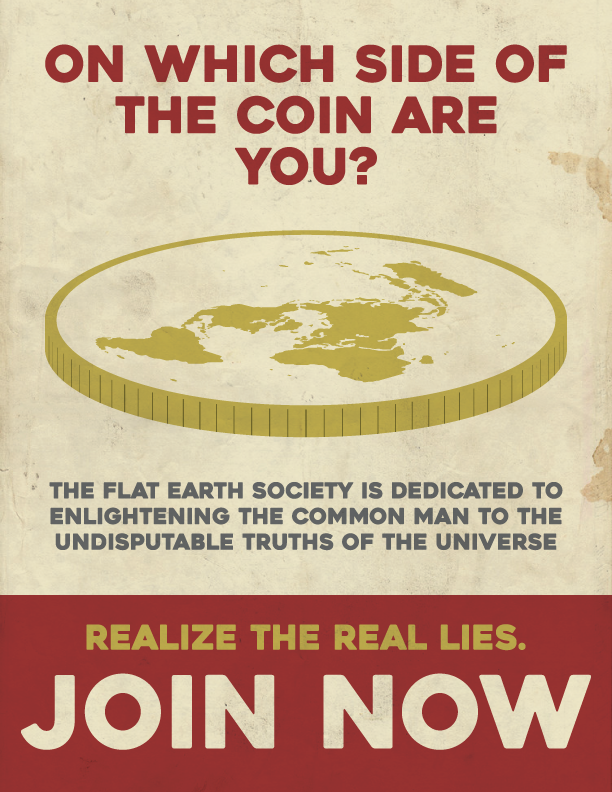 ON WHICH SIDE OF
THE COIN ARE
YOU?
THE FLAT EARTH SOCIETY IS DEDICATED TO
ENLIGHTENING THE COMMON MAN TO THE
UNDISPUTABLE TRUTHS OF THE UNIVERSE
REALIZE THE REAL LIES.
JOIN NOW